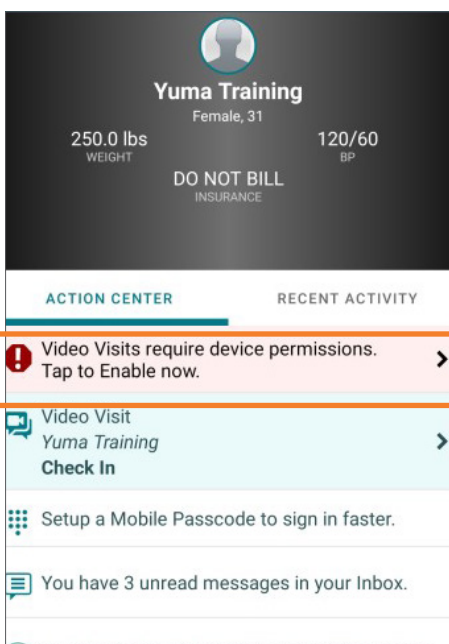 Yuma Training
Female, 31
250.0 lbs
WEIGHT
120/60
BP
DO NOT BILL
INSURANCE
ACTION CENTER
RECENT ACTIVITY
Video Visits require device permissions.
Tap to Enable now.
Video Visit
Yuma Training
Check In
Setup a Mobile Passcode to sign in faster.
You have 3 unread messages in your Inbox.